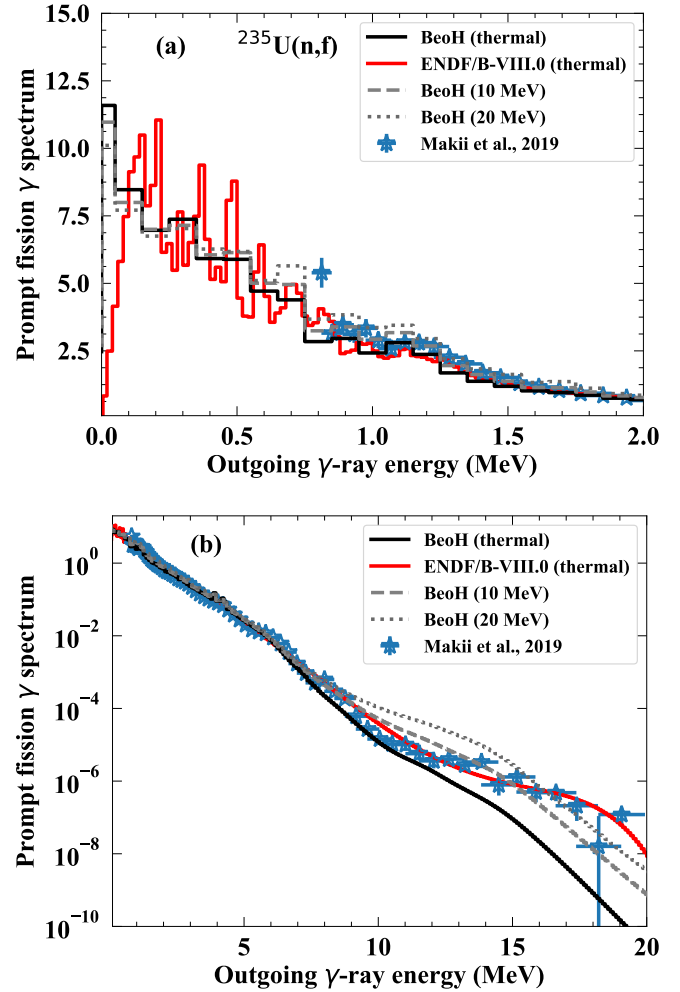 15.0
12.5
10.0
7.5
5.0
2.5
Prompt fission γ spectrum
(a)
²³⁵U(n,f)
BeoH (thermal)
ENDF/B-VIII.0 (thermal)
BeoH (10 MeV)
BeoH (20 MeV)
Makii et al., 2019
0.0 0.5 1.0 1.5 2.0
Outgoing γ-ray energy (MeV)
10⁰
10⁻²
10⁻⁴
10⁻⁶
10⁻⁸
10⁻¹⁰
Prompt fission γ spectrum
(b)
BeoH (thermal)
ENDF/B-VIII.0 (thermal)
BeoH (10 MeV)
BeoH (20 MeV)
Makii et al., 2019
5 10 15 20
Outgoing γ-ray energy (MeV)